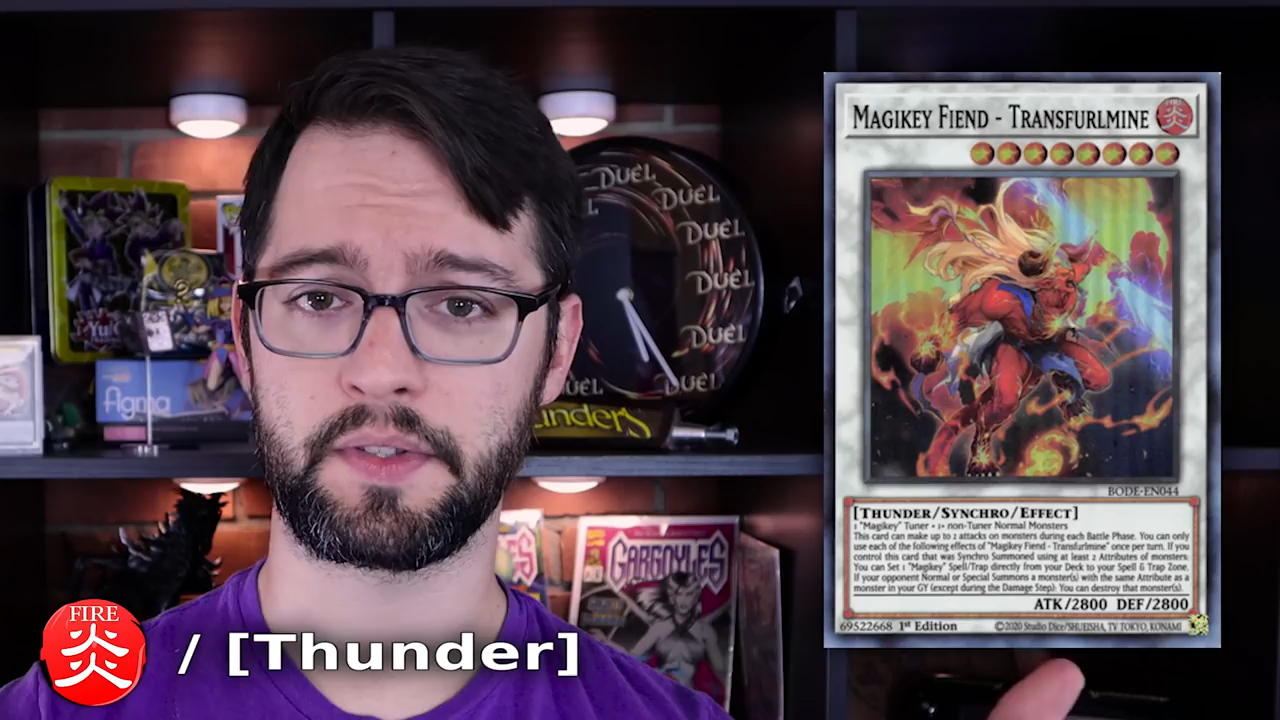 MAGIKEY FIEND - TRANSFURLMINE
FIRE
炎
BODE-EN044
[THUNDER/SYNCHRO/EFFECT]
1 "Magikey" Tuner + 1+ non-Tuner Normal Monsters
This card can make up to 2 attacks on monsters during each Battle Phase. You can only
use each of the following effects of "Magikey Fiend - Transfurlmine" once per turn. If you
control this card that was Synchro Summoned using at least 2 Attributes of monsters:
You can Set 1 "Magikey" Spell/Trap directly from your Deck to your Spell & Trap Zone.
If your opponent Normal or Special Summons a monster(s) with the same Attribute as a
monster in your GY (except during the Damage Step): You can destroy that monster(s).
ATK/2800 DEF/2800
69522668 1st Edition ©2020 Studio Dice/SHUEISHA, TV TOKYO, KONAMI
DUEL
DUEL
DUEL
DUEL
DUEL
DUEL
DUEL
figma
GARGOYLES
FIRE
炎
/ [Thunder]